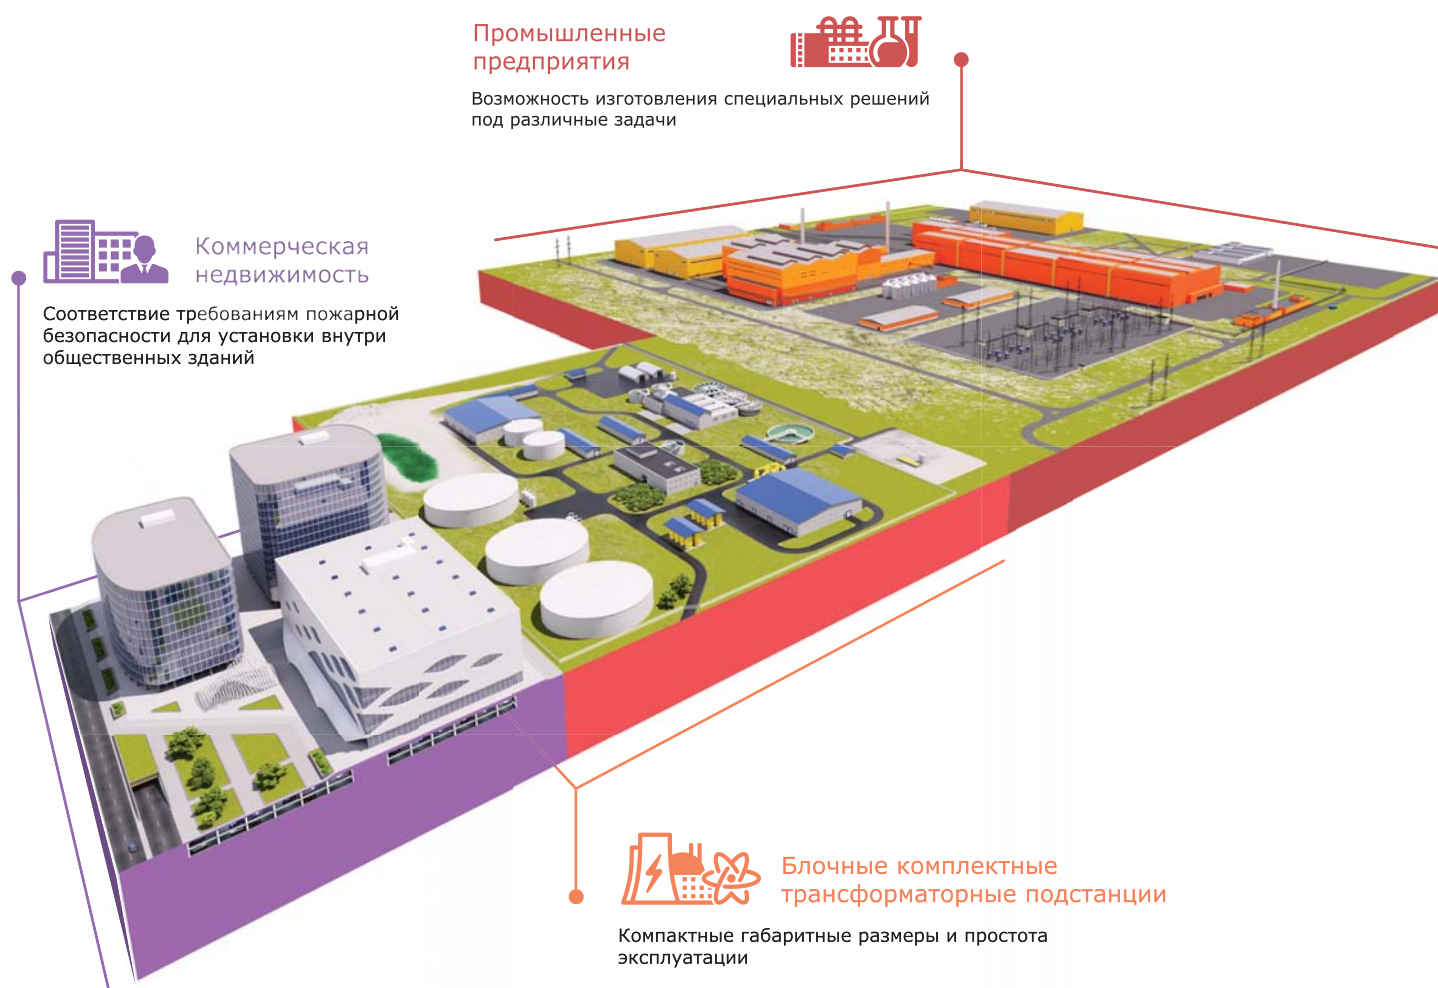 Промышленные
предприятия
Возможность изготовления специальных решений
под различные задачи
Коммерческая
недвижимость
Соответствие требованиям пожарной
безопасности для установки внутри
общественных зданий
Блочные комплектные
трансформаторные подстанции
Компактные габаритные размеры и простота
эксплуатации